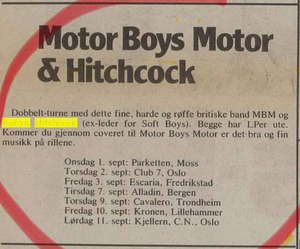 Motor Boys Motor
& Hitchcock
Dobbelt-turne med dette fine, harde og røffe britiske band MBM og
Robyn Hitchcock (ex-leder for Soft Boys). Begge har LPer ute.
Kommer du gjennom coveret til Motor Boys Motor er det bra og fin
musikk på rillene.
Onsdag 1. sept: Parketten, Moss
Torsdag 2. sept: Club 7, Oslo
Fredag 3. sept: Escaria, Fredrikstad
Tirsdag 7. sept: Alladin, Bergen
Torsdag 9. sept: Cavalero, Trondheim
Fredag 10. sept: Kronen, Lillehammer
Lørdag 11. sept: Kjellern, C.N., Oslo